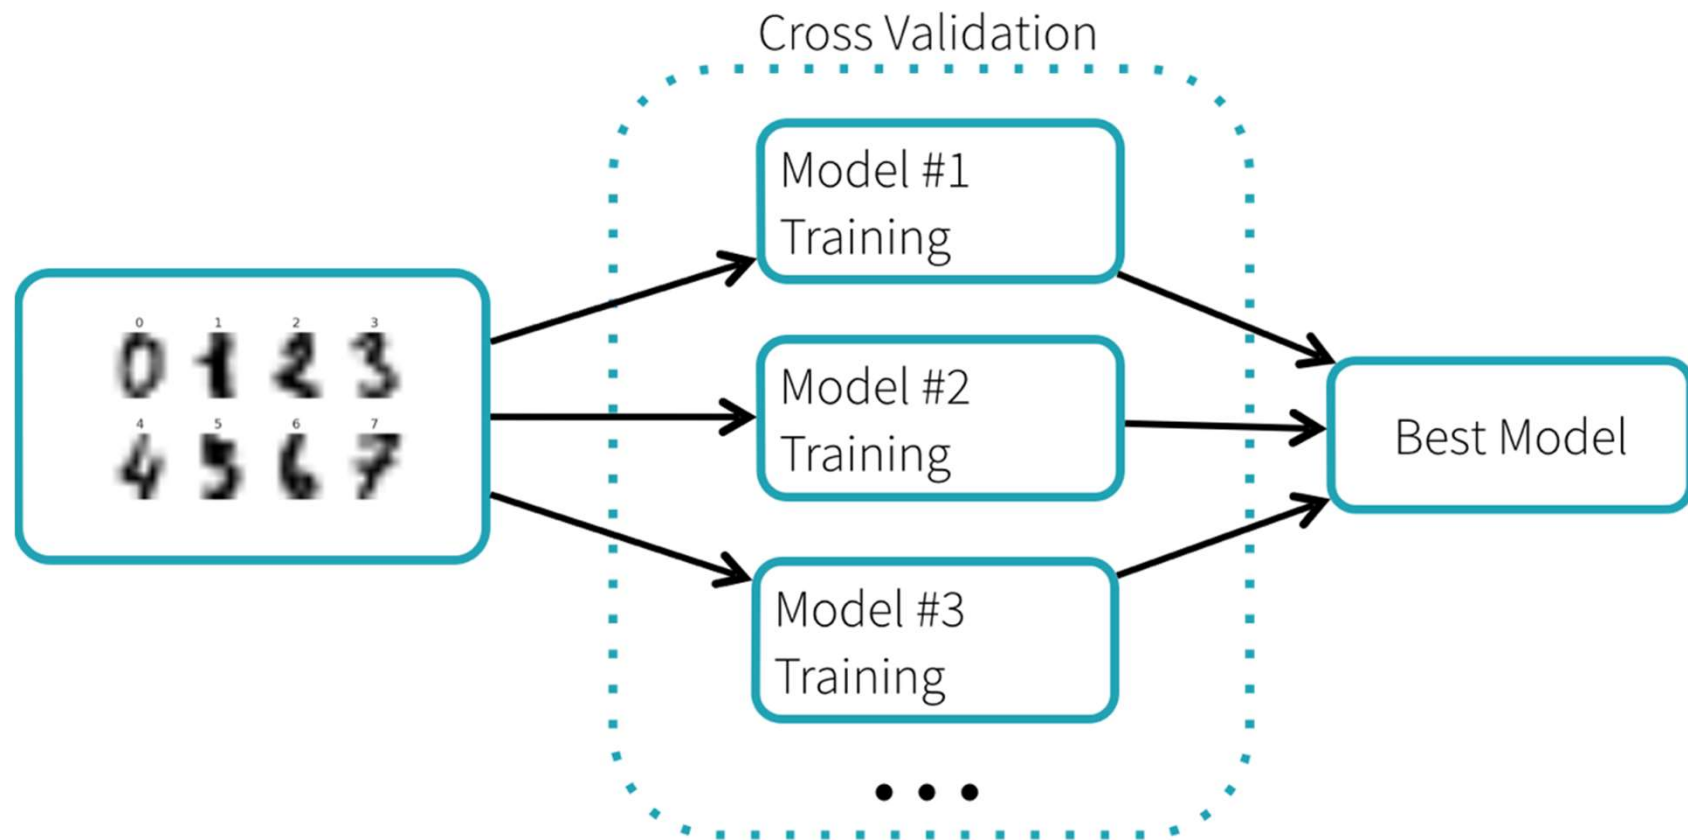 Cross Validation
Model #1
Training
0 1 2 3
0 1 2 3
Model #2
Training
4 5 6 7
4 5 6 7
Best Model
Model #3
Training
• • •